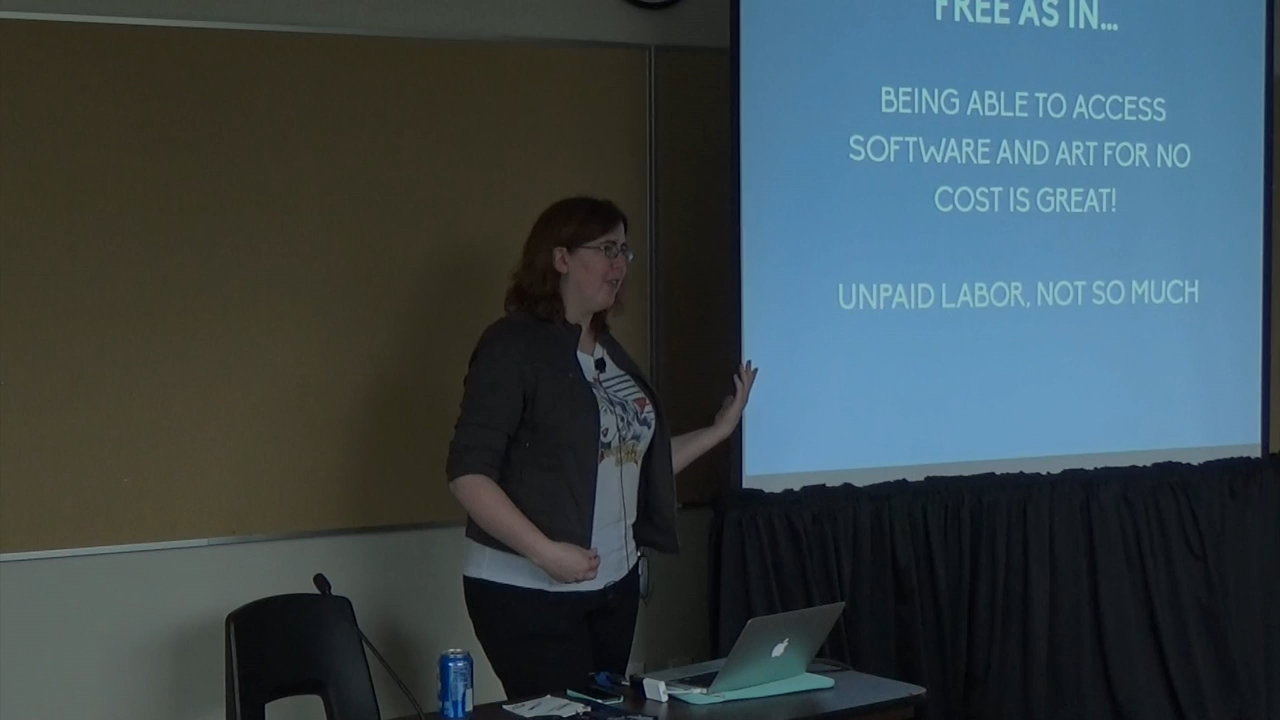 FREE AS IN...
BEING ABLE TO ACCESS
SOFTWARE AND ART FOR NO
COST IS GREAT!
UNPAID LABOR, NOT SO MUCH